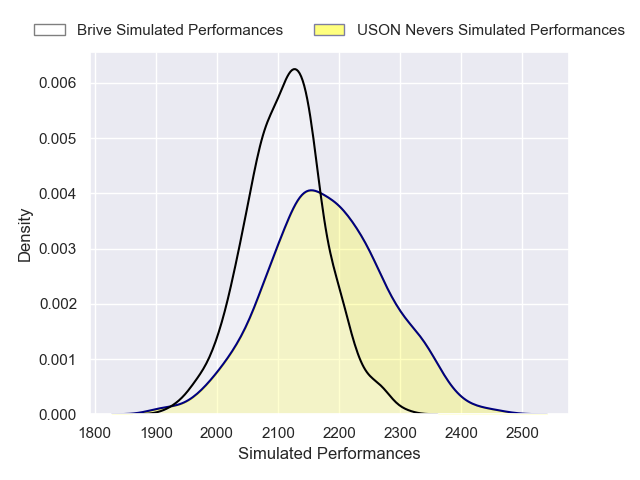 Brive Simulated Performances USON Nevers Simulated Performances
0.006
0.005
0.004
0.003
0.002
0.001
0.000
Density
1800 1900 2000 2100 2200 2300 2400 2500
Simulated Performances